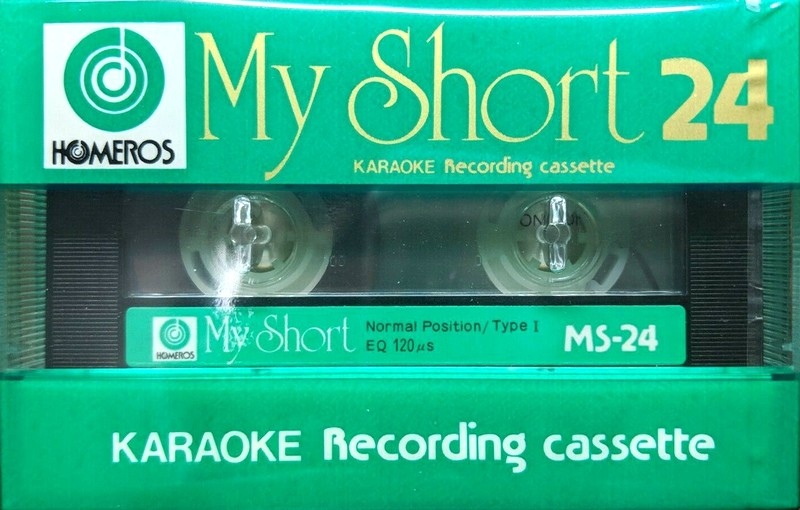 HOMEROS
My Short 24
KARAOKE Recording cassette
HOMEROS
My Short
Normal Position/Type I
EQ 120μs
MS-24
KARAOKE Recording cassette